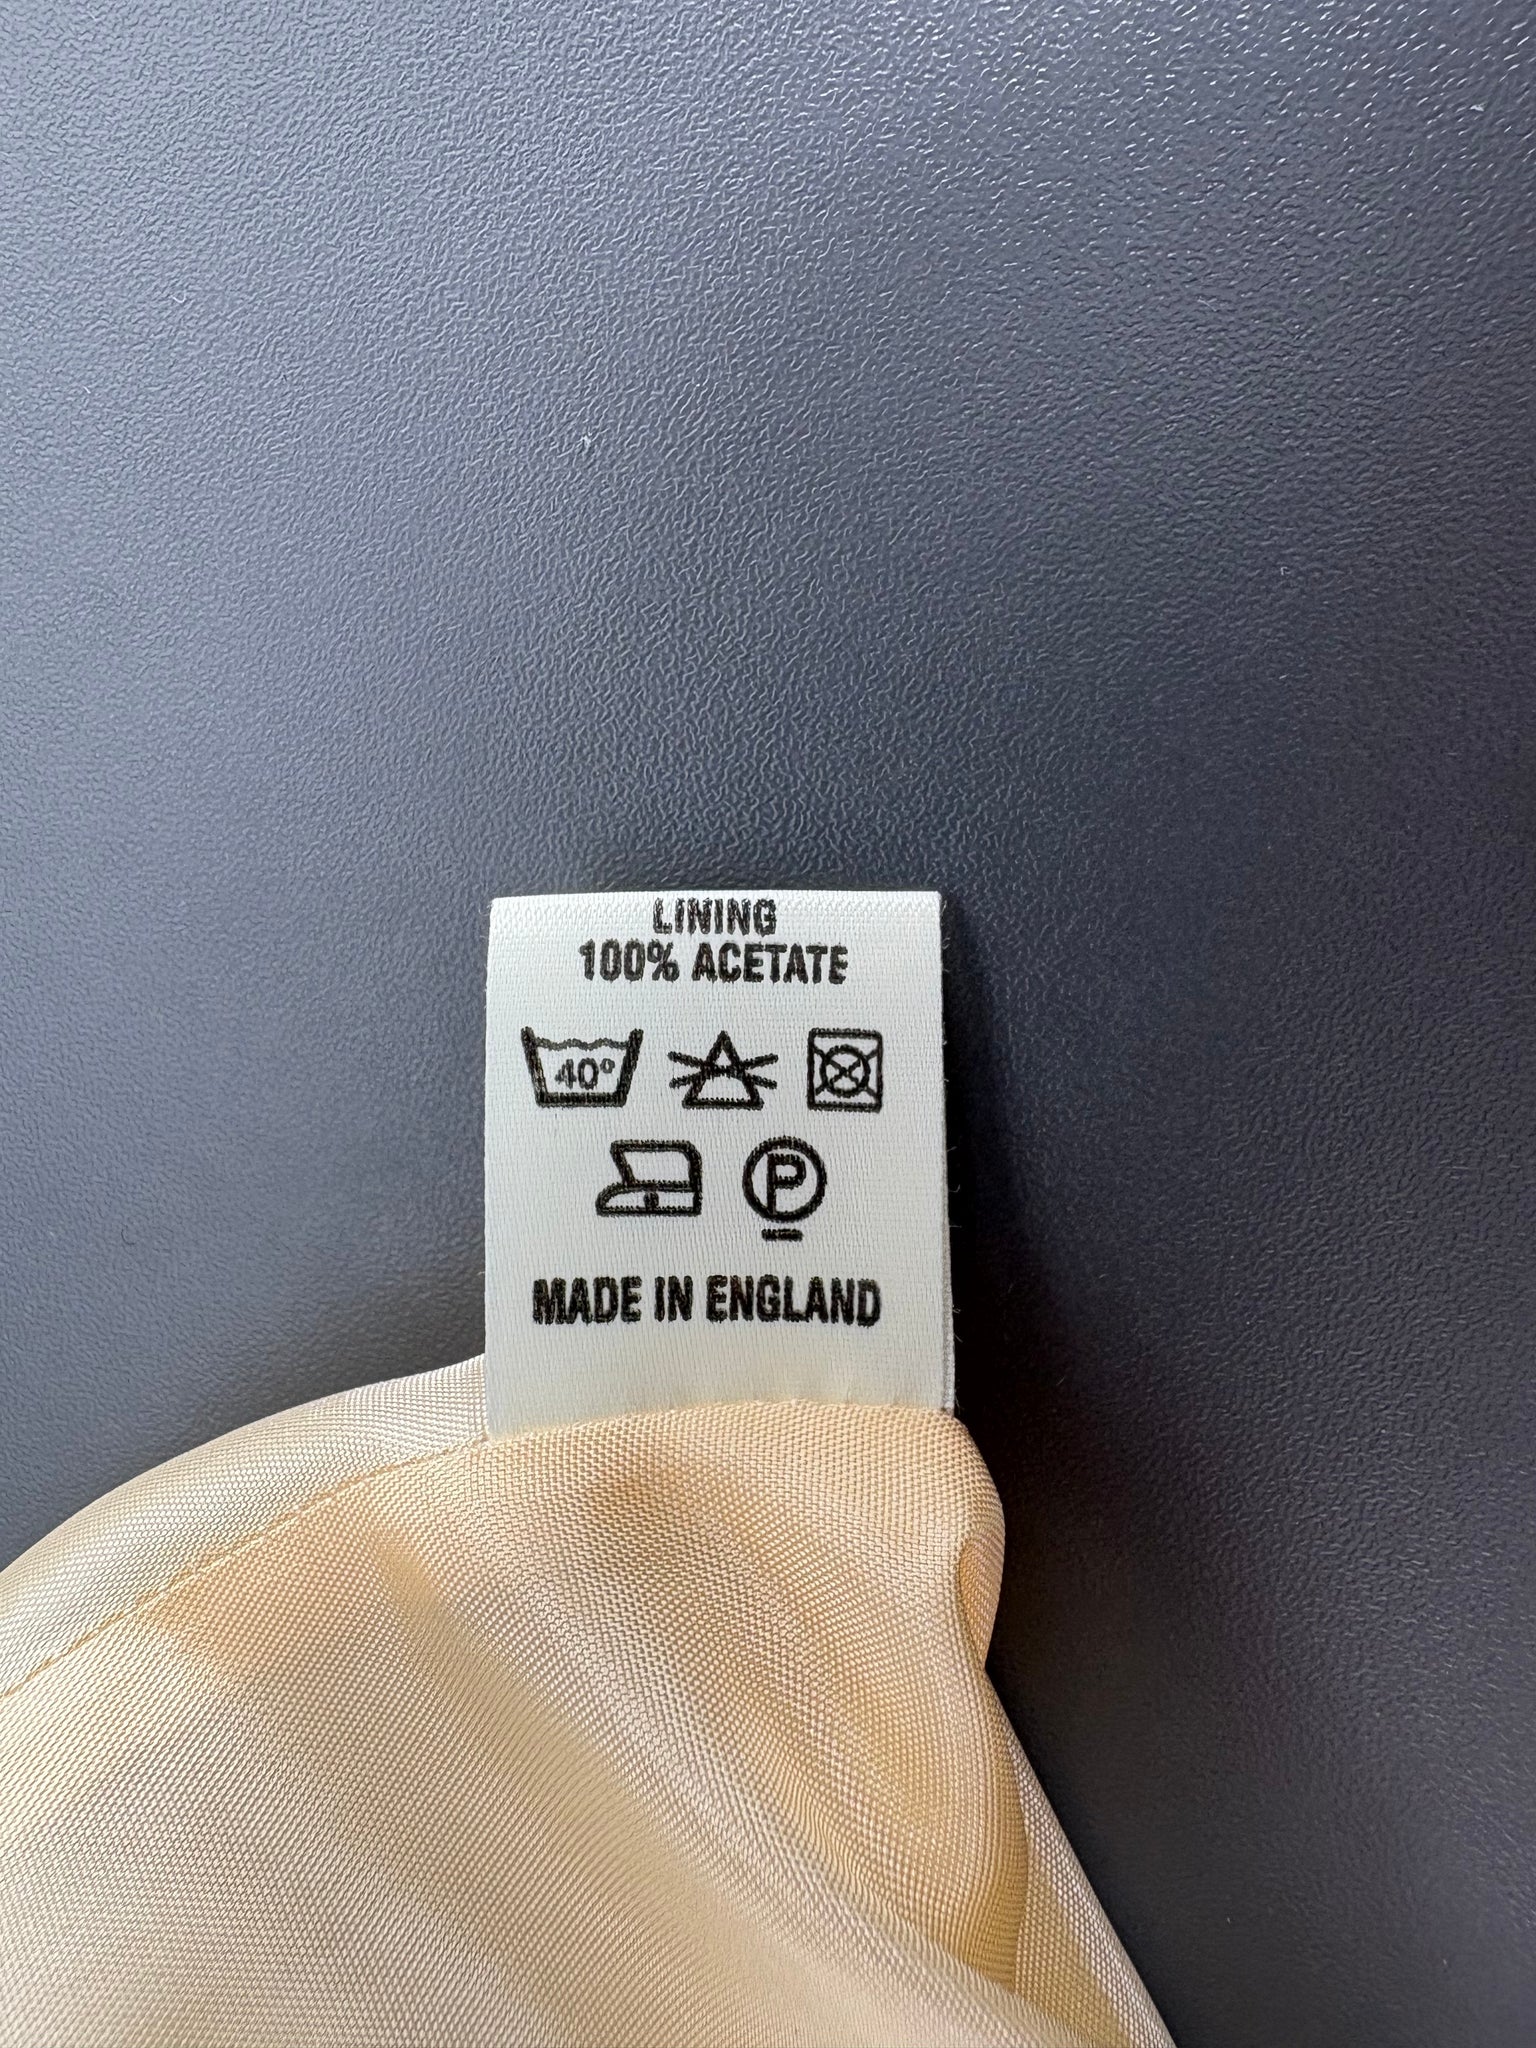 LINING
100% ACETATE
40°
P
MADE IN ENGLAND